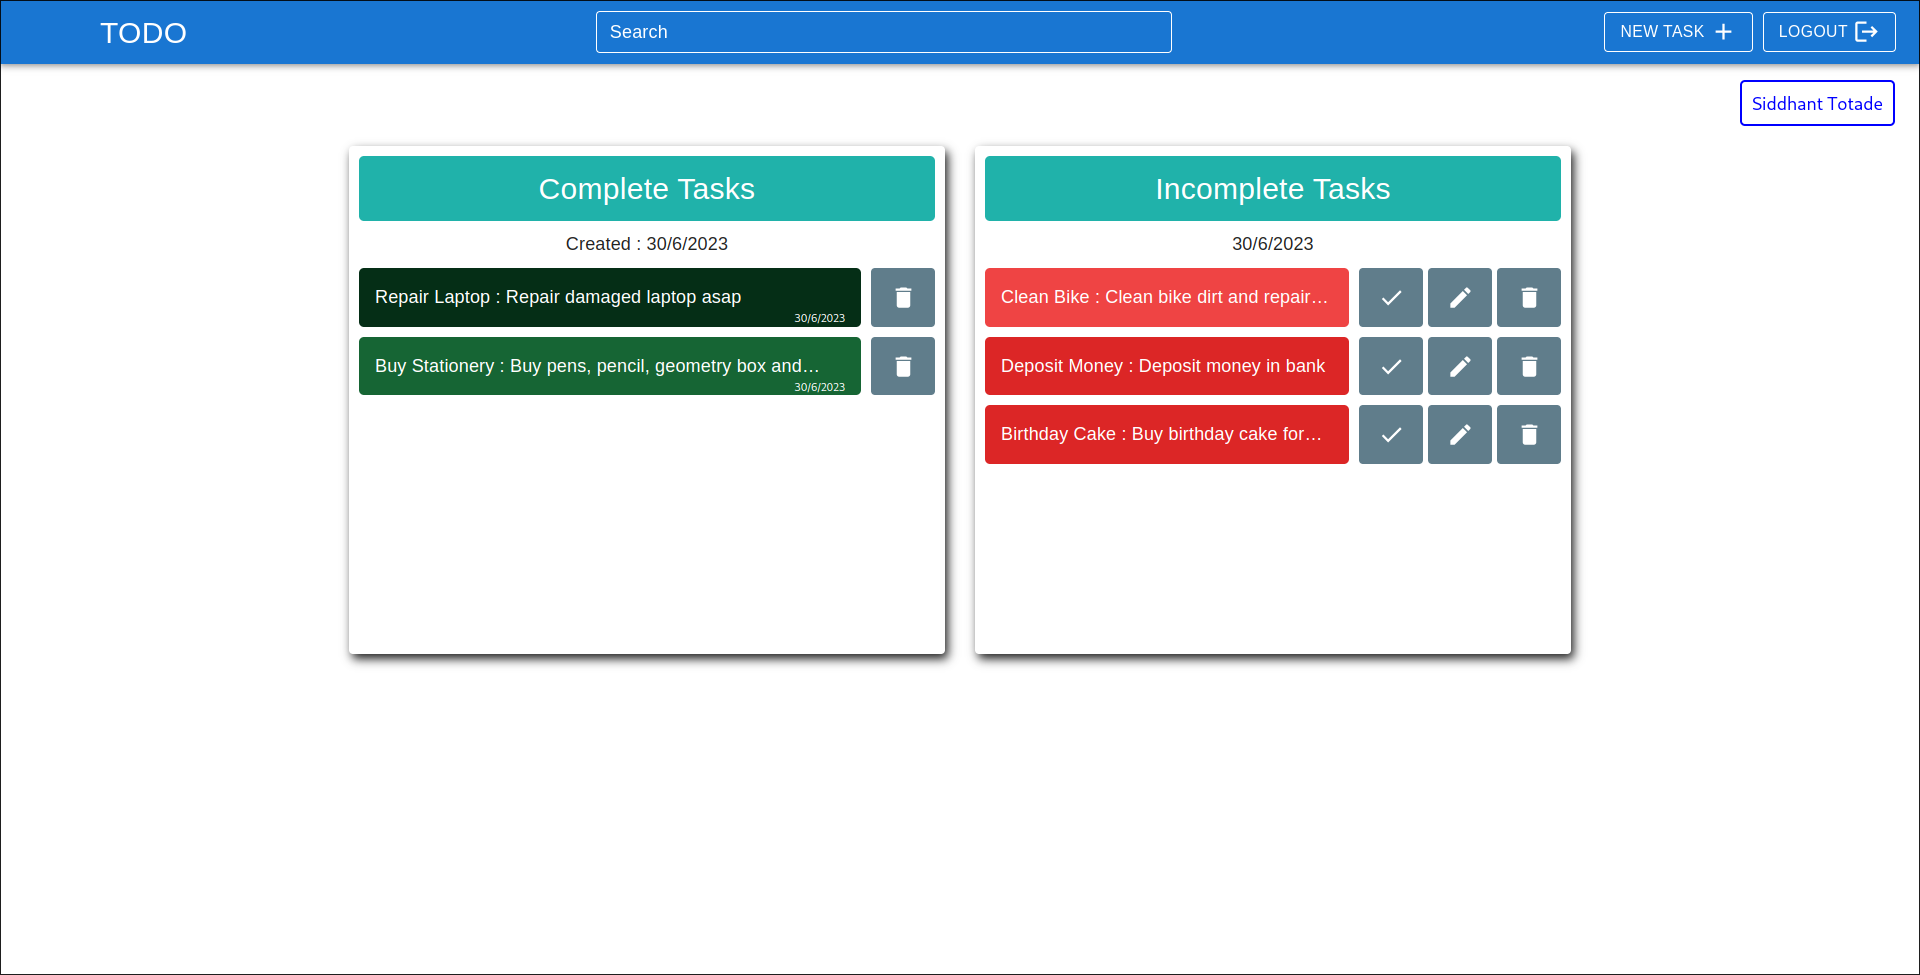 TODO
Search
NEW TASK
LOGOUT
Siddhant Totade
Complete Tasks
Created : 30/6/2023
Repair Laptop : Repair damaged laptop asap
30/6/2023
Buy Stationery : Buy pens, pencil, geometry box and…
30/6/2023
Incomplete Tasks
30/6/2023
Clean Bike : Clean bike dirt and repair…
Deposit Money : Deposit money in bank
Birthday Cake : Buy birthday cake for…